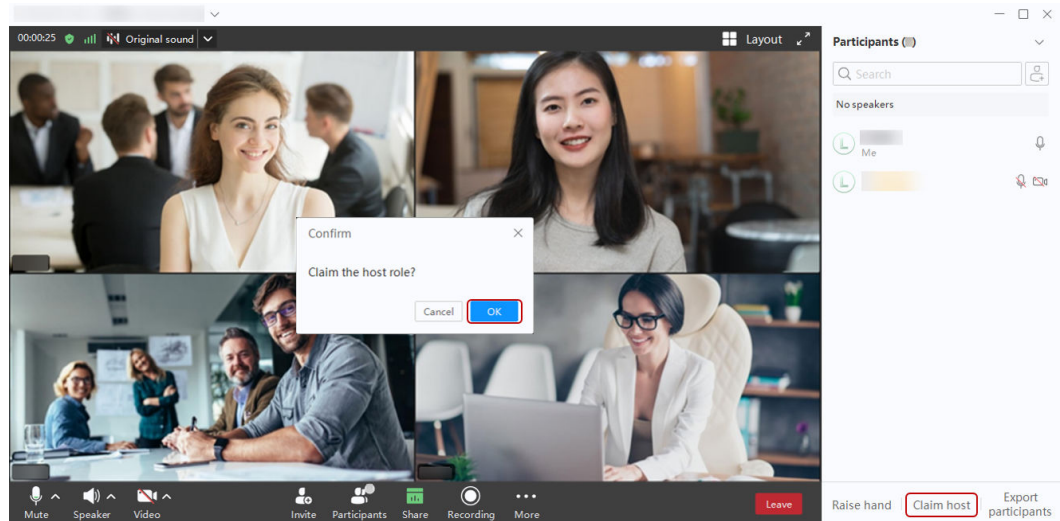 00:00:25
Original sound
Layout
Participants ( )
Search
No speakers
L
Me
L
Confirm
Claim the host role?
Cancel
OK
Mute
Speaker
Video
Invite
Participants
Share
Recording
More
Leave
Raise hand
Claim host
Export
participants